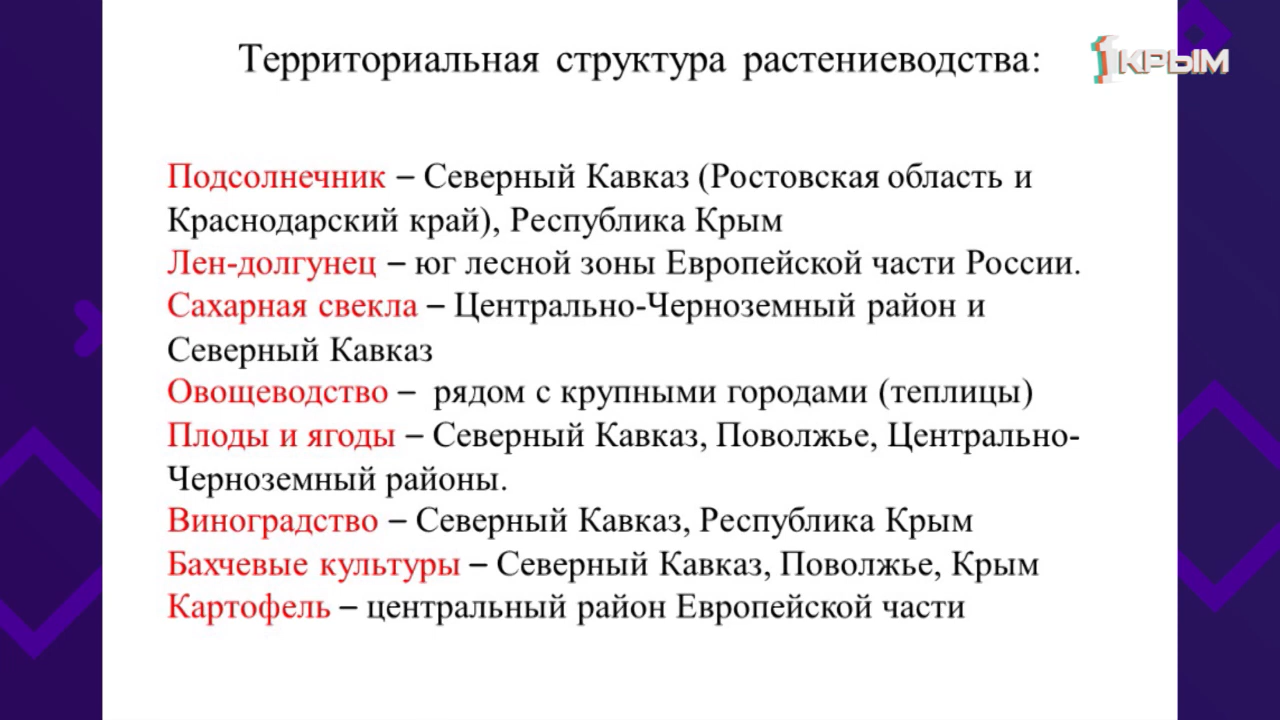 Территориальная структура растениеводства:
1КРЫМ
Подсолнечник – Северный Кавказ (Ростовская область и
Краснодарский край), Республика Крым
Лен-долгунец – юг лесной зоны Европейской части России.
Сахарная свекла – Центрально-Черноземный район и
Северный Кавказ
Овощеводство – рядом с крупными городами (теплицы)
Плоды и ягоды – Северный Кавказ, Поволжье, Центрально-
Черноземный районы.
Виноградство – Северный Кавказ, Республика Крым
Бахчевые культуры – Северный Кавказ, Поволжье, Крым
Картофель – центральный район Европейской части